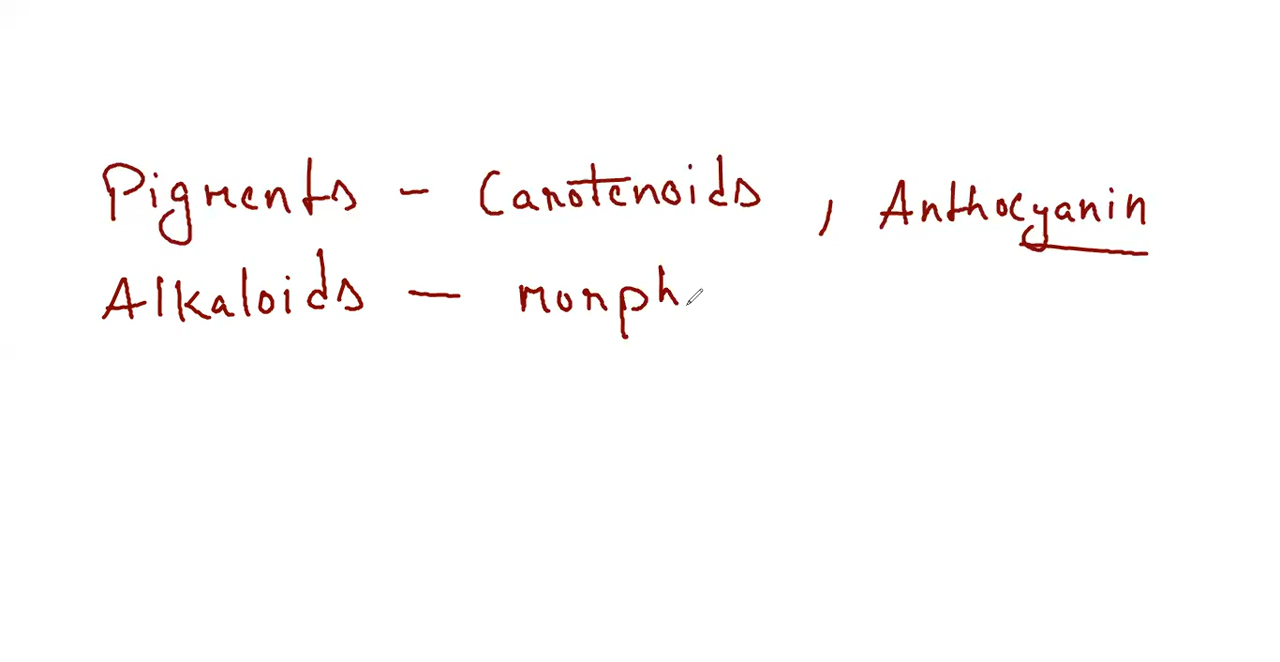 Pigments - Carotenoids , Anthocyanin
Alkaloids - morph